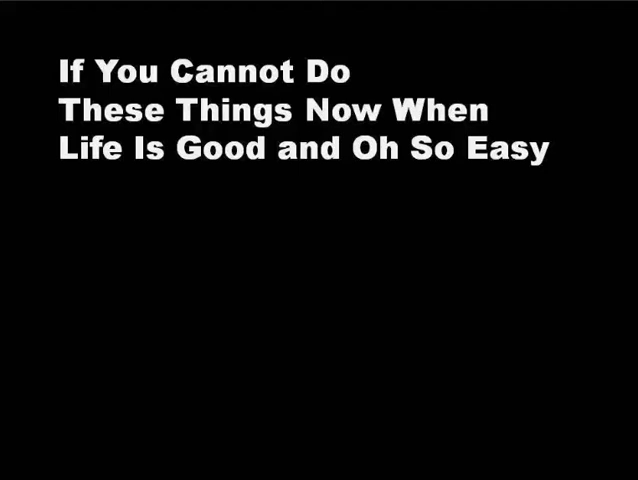 If You Cannot Do
These Things Now When
Life Is Good and Oh So Easy